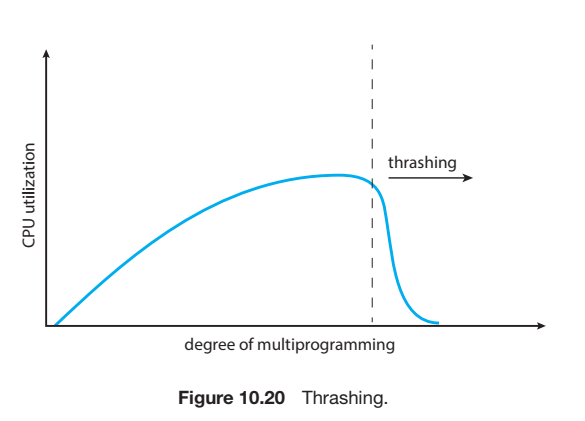 CPU utilization
thrashing
degree of multiprogramming
Figure 10.20 Thrashing.